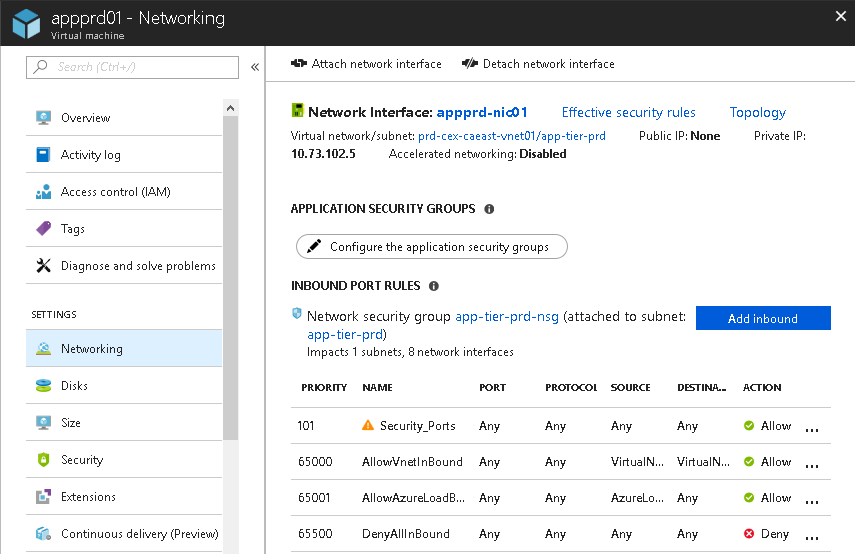 appprd01 - Networking
Virtual machine
Search (Ctrl+/)
Overview
Activity log
Access control (IAM)
Tags
Diagnose and solve problems
SETTINGS
Networking
Disks
Size
Security
Extensions
Continuous delivery (Preview)
Attach network interface Detach network interface
Network Interface: appprd-nic01 Effective security rules Topology
Virtual network/subnet: prd-cex-caeast-vnet01/app-tier-prd Public IP: None Private IP:
10.73.102.5 Accelerated networking: Disabled
APPLICATION SECURITY GROUPS
Configure the application security groups
INBOUND PORT RULES
Network security group app-tier-prd-nsg (attached to subnet:
app-tier-prd)
Impacts 1 subnets, 8 network interfaces
Add inbound
PRIORITY NAME PORT PROTOCOL SOURCE DESTINA... ACTION
101 Security_Ports Any Any Any Any Allow ...
65000 AllowVnetInBound Any Any VirtualN... VirtualN... Allow ...
65001 AllowAzureLoadB... Any Any AzureLo... Any Allow ...
65500 DenyAllInBound Any Any Any Any Deny ...